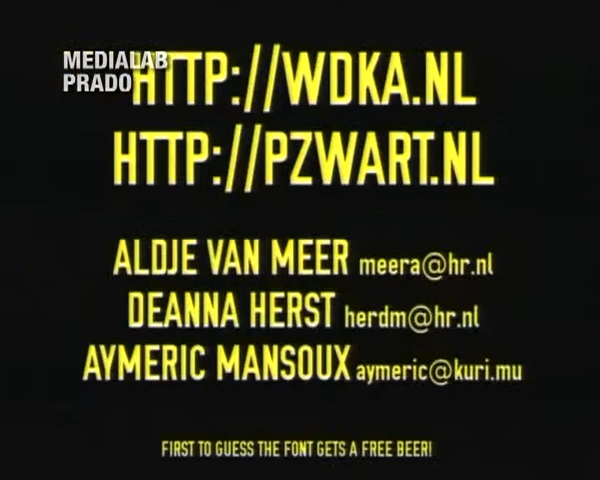 MEDIALAB
PRADO
HTTP://WDKA.NL
HTTP://PZWART.NL
ALDJE VAN MEER meera@hr.nl
DEANNA HERST herdm@hr.nl
AYMERIC MANSOUX aymeric@kuri.mu
FIRST TO GUESS THE FONT GETS A FREE BEER!